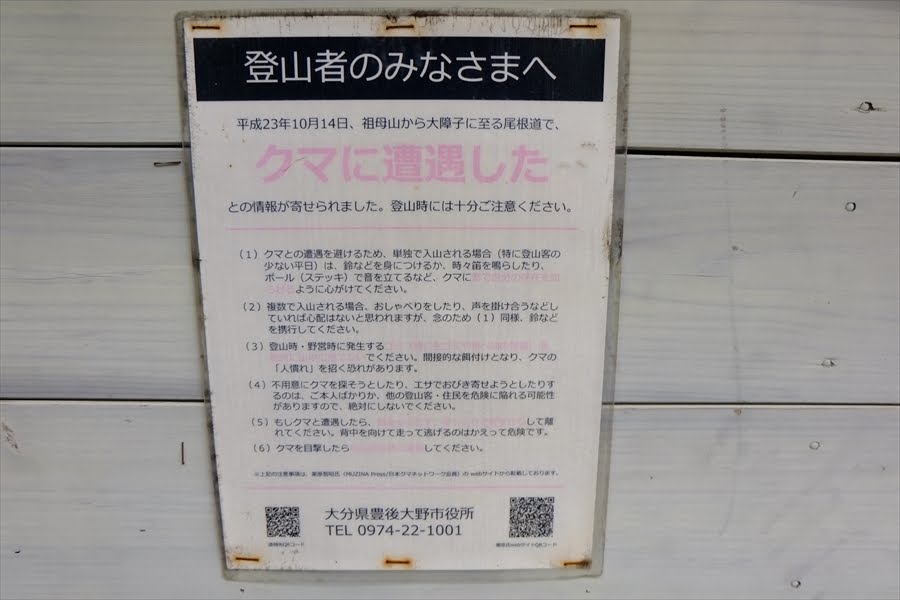 登山者のみなさまへ
平成23年10月14日、祖母山から大障子に至る尾根道で、
クマに遭遇した
との情報が寄せられました。登山時には十分ご注意ください。
(1) クマとの遭遇を避けるため、単独で入山される場合（特に登山客の
少ない平日）は、鈴などを身につけるか、時々笛を鳴らしたり、
ポール（ステッキ）で音を立てるなど、クマに
ように心がけてください。
(2) 複数で入山される場合、おしゃべりをしたり、声を掛け合うなどし
ていれば心配はないと思われますが、念のため（1）同様、鈴など
を携行してください。
(3) 登山時・野営時に発生する
でください。間接的な餌付けとなり、クマの
「人慣れ」を招く恐れがあります。
(4) 不用意にクマを探そうとしたり、エサでおびき寄せようとしたりす
るのは、ご本人ばかりか、他の登山客・住民を危険に陥れる可能性
がありますので、絶対にしないでください。
(5) もしクマと遭遇したら、 して離
れてください。背中を向けて走って逃げるのはかえって危険です。
(6) クマを目撃したら してください。
大分県豊後大野市役所
TEL 0974-22-1001